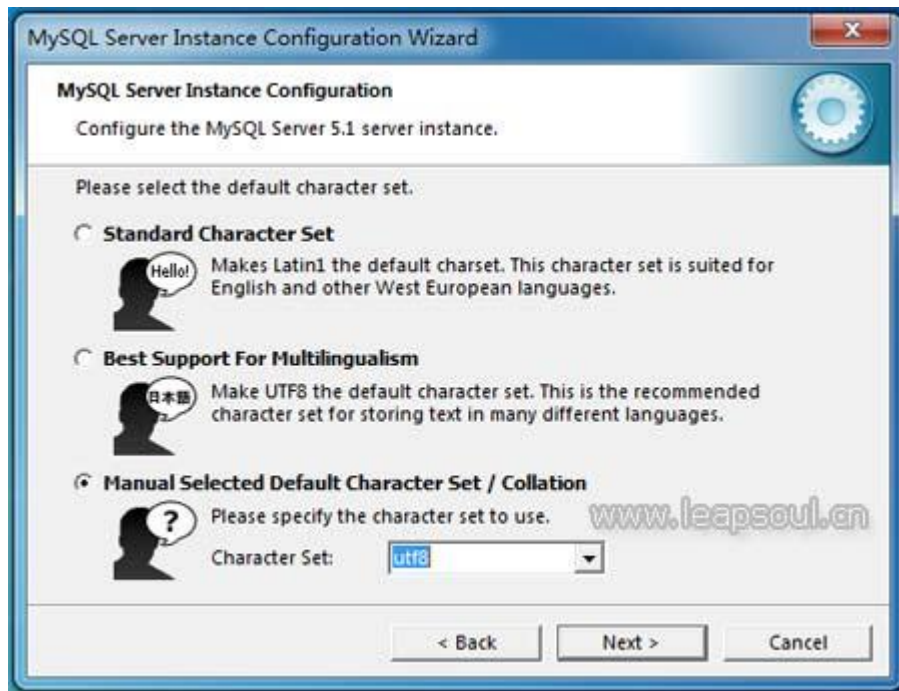 MySQL Server Instance Configuration Wizard
MySQL Server Instance Configuration
Configure the MySQL Server 5.1 server instance.
Please select the default character set.
Standard Character Set
Hello!
Makes Latin1 the default charset. This character set is suited for
English and other West European languages.
Best Support For Multilingualism
日本語
Make UTF8 the default character set. This is the recommended
character set for storing text in many different languages.
Manual Selected Default Character Set / Collation
?
Please specify the character set to use.
www.leapsoul.cn
Character Set:
utf8
< Back
Next >
Cancel